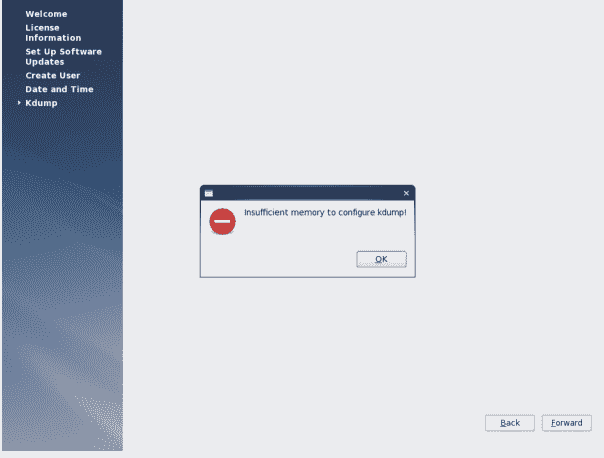 Welcome
License
Information
Set Up Software
Updates
Create User
Date and Time
Kdump
Insufficient memory to configure kdump!
OK
Back
Forward